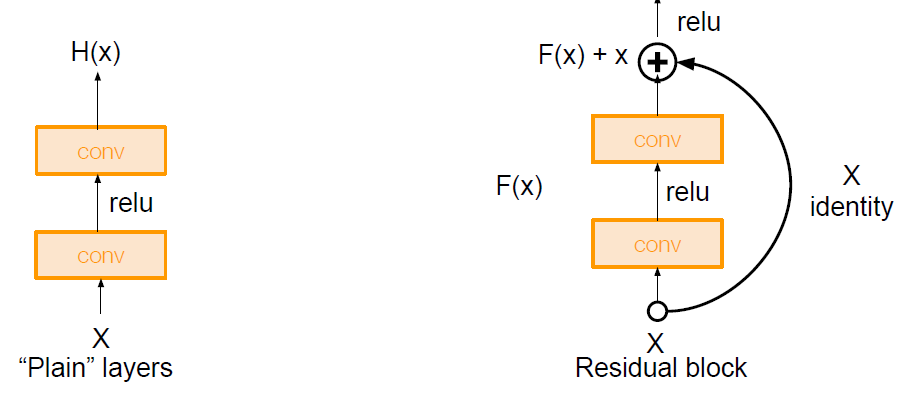 H(x)
conv
relu
conv
X
“Plain” layers
relu
F(x) + x
conv
F(x)
relu
X
identity
conv
X
Residual block